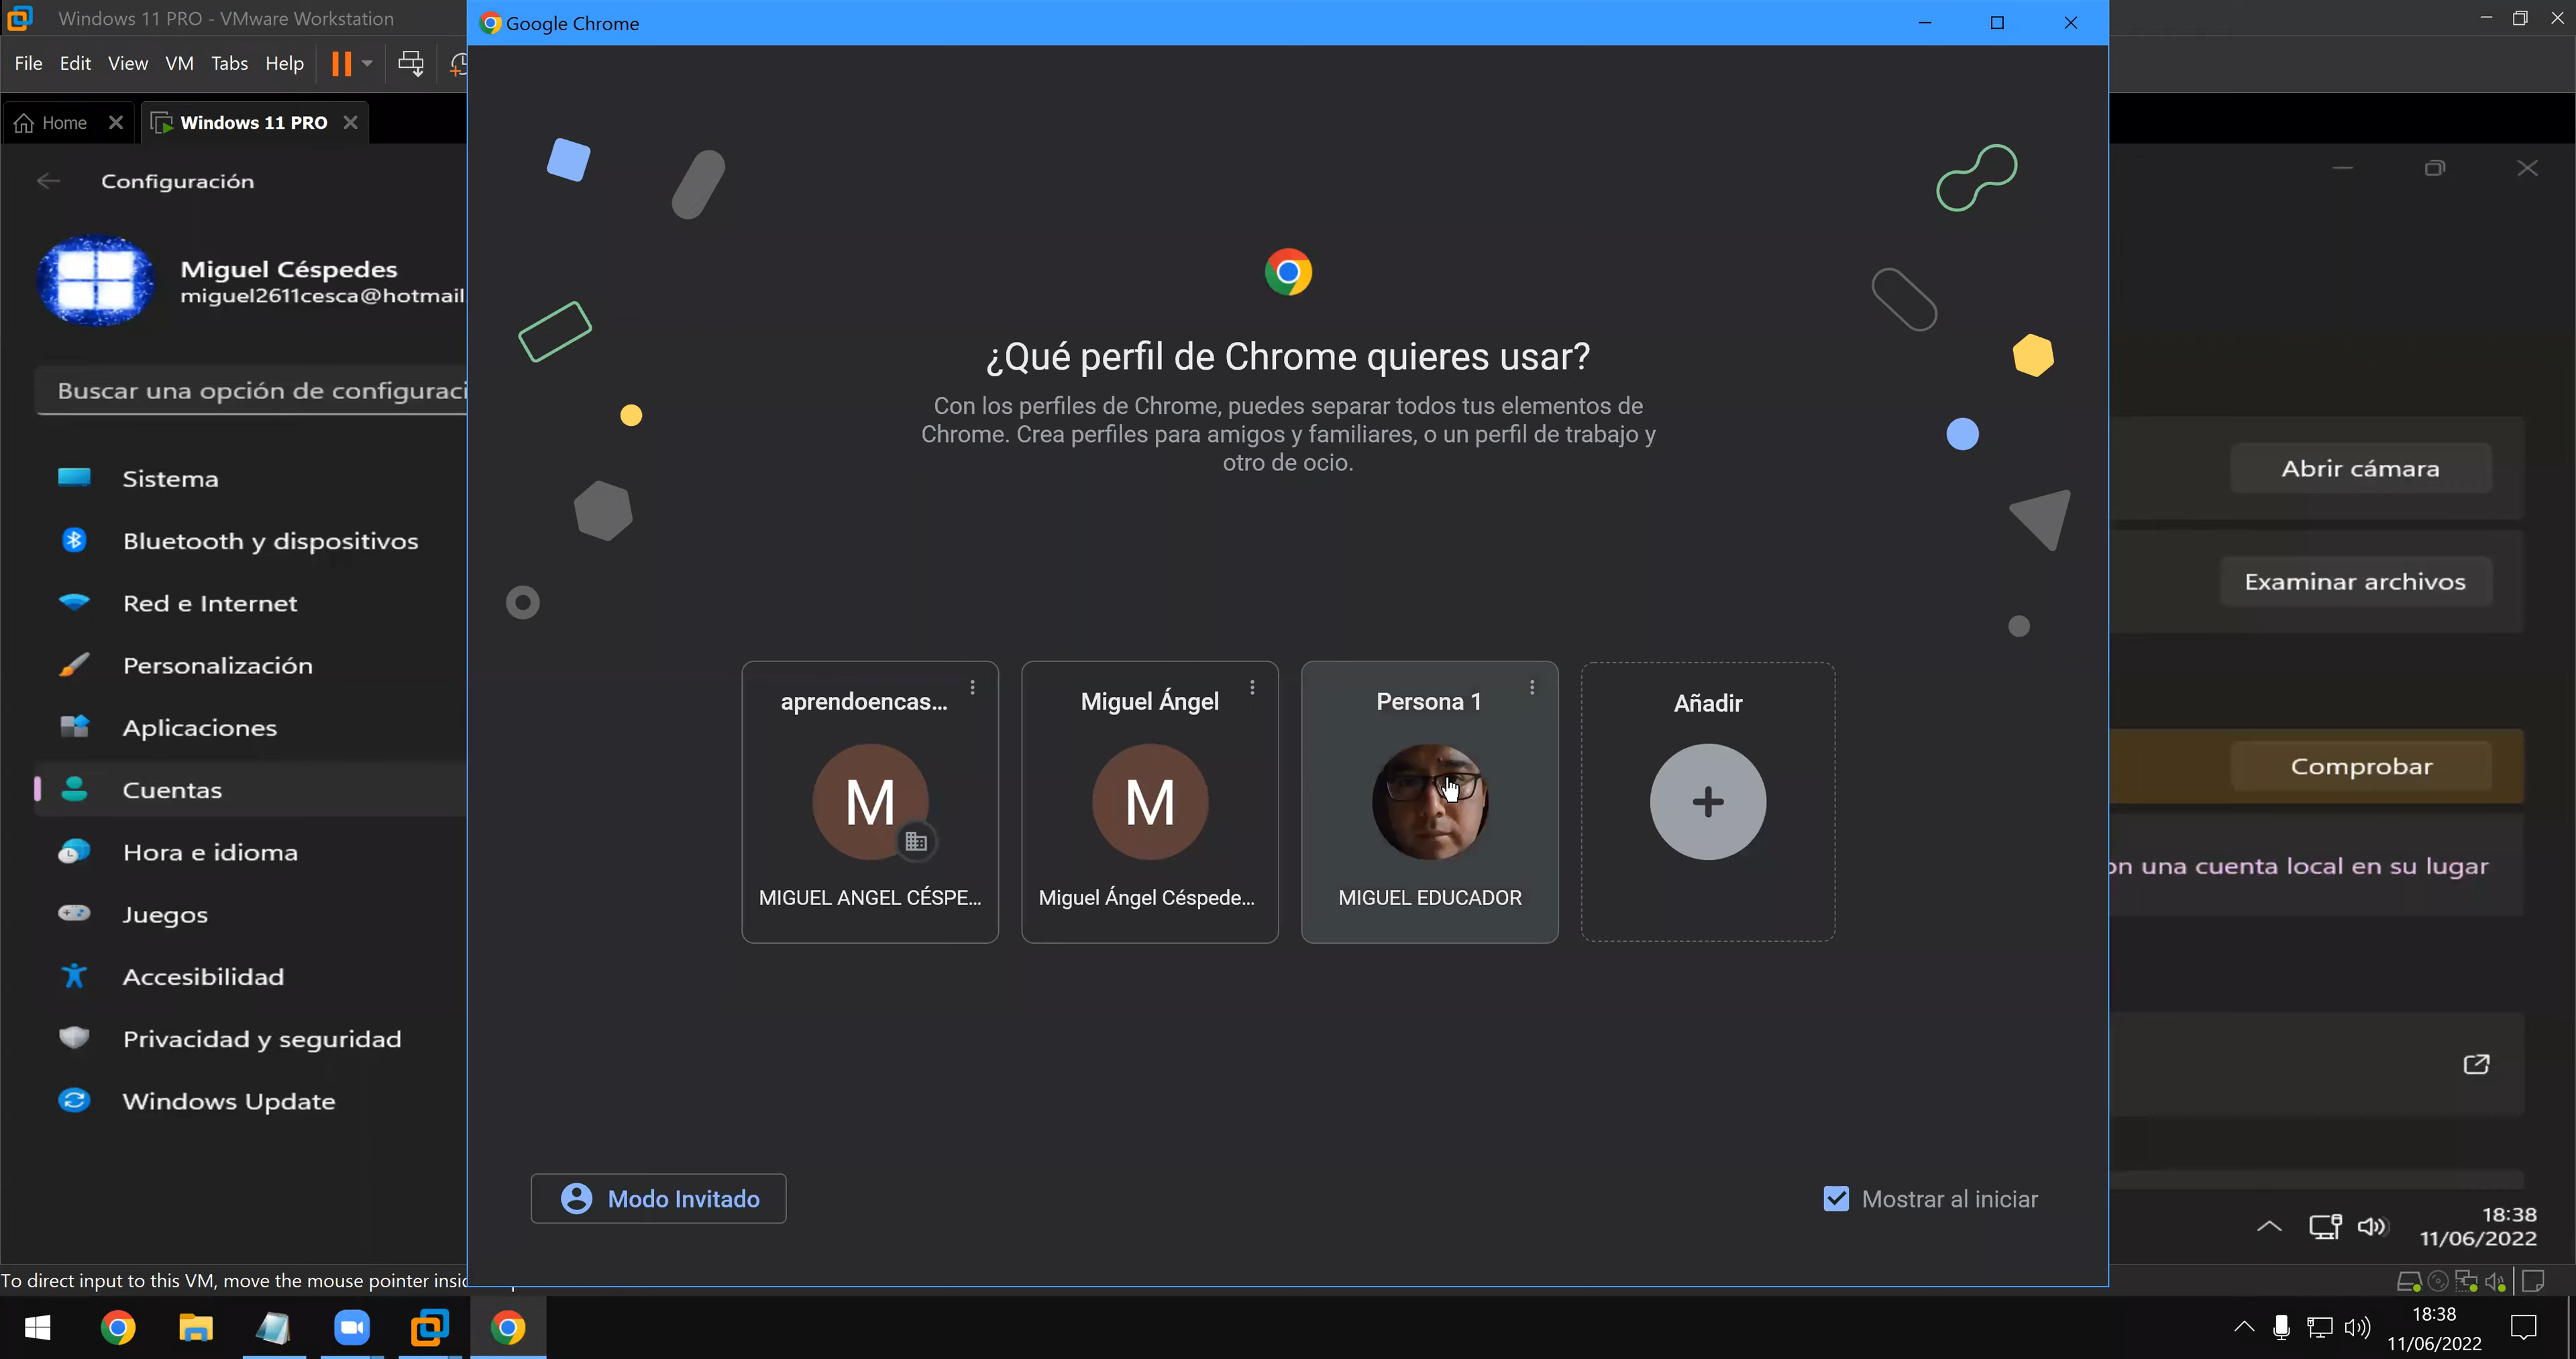 Windows 11 PRO - VMware Workstation
File Edit View VM Tabs Help
Home
Windows 11 PRO
Configuración
Miguel Céspedes
miguel2611cesca@hotmail
Buscar una opción de configuraci
Sistema
Bluetooth y dispositivos
Red e Internet
Personalización
Aplicaciones
Cuentas
Hora e idioma
Juegos
Accesibilidad
Privacidad y seguridad
Windows Update
To direct input to this VM, move the mouse pointer insid
Google Chrome
¿Qué perfil de Chrome quieres usar?
Con los perfiles de Chrome, puedes separar todos tus elementos de
Chrome. Crea perfiles para amigos y familiares, o un perfil de trabajo y
otro de ocio.
aprendoencas...
M
MIGUEL ANGEL CÉSPE...
Miguel Ángel
M
Miguel Ángel Céspede...
Persona 1
MIGUEL EDUCADOR
Añadir
Modo Invitado
Mostrar al iniciar
Abrir cámara
Examinar archivos
Comprobar
on una cuenta local en su lugar
18:38
11/06/2022
18:38
11/06/2022